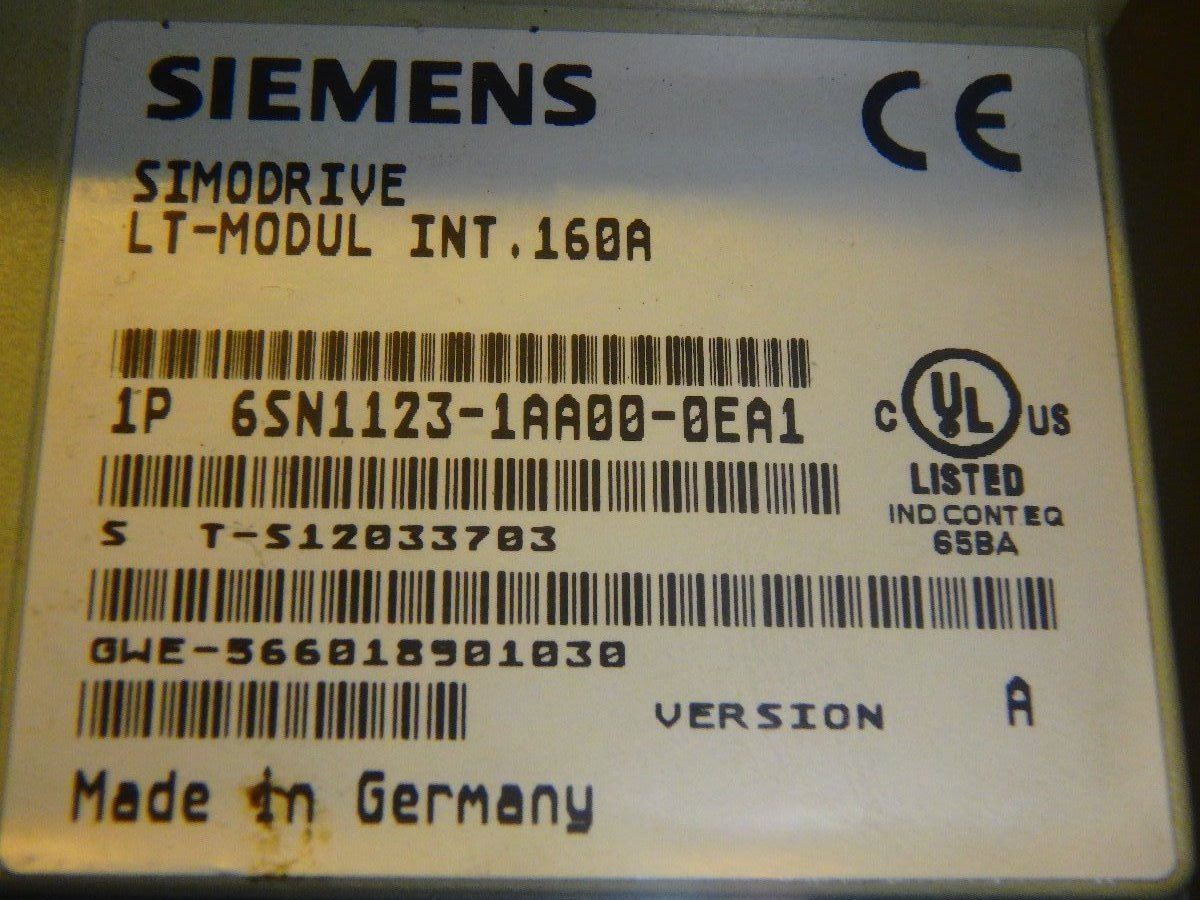 SIEMENS
CE
SIMODRIVE
LT-MODUL INT.160A
1P 6SN1123-1AA00-0EA1
C UL US
LISTED
IND.CONT.EQ
65BA
S T-S12033703
GWE-566018901030
VERSION A
Made in Germany